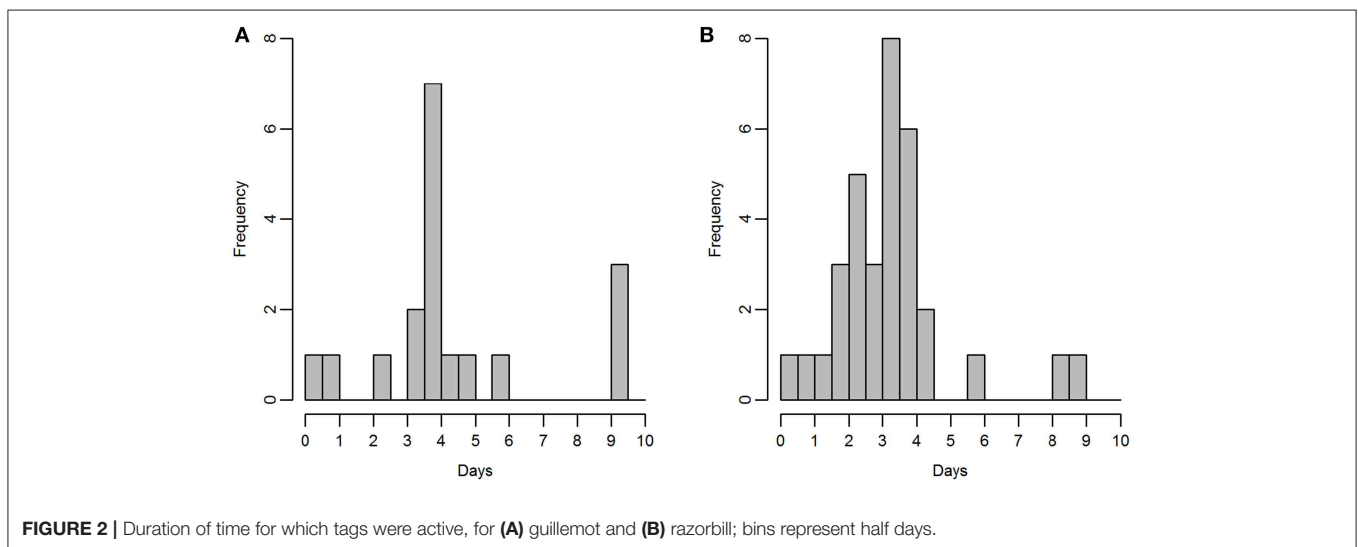 A
8
6
4
2
0
Frequency
0 1 2 3 4 5 6 7 8 9 10
Days
B
8
6
4
2
0
Frequency
0 1 2 3 4 5 6 7 8 9 10
Days
FIGURE 2 | Duration of time for which tags were active, for (A) guillemot and (B) razorbill; bins represent half days.